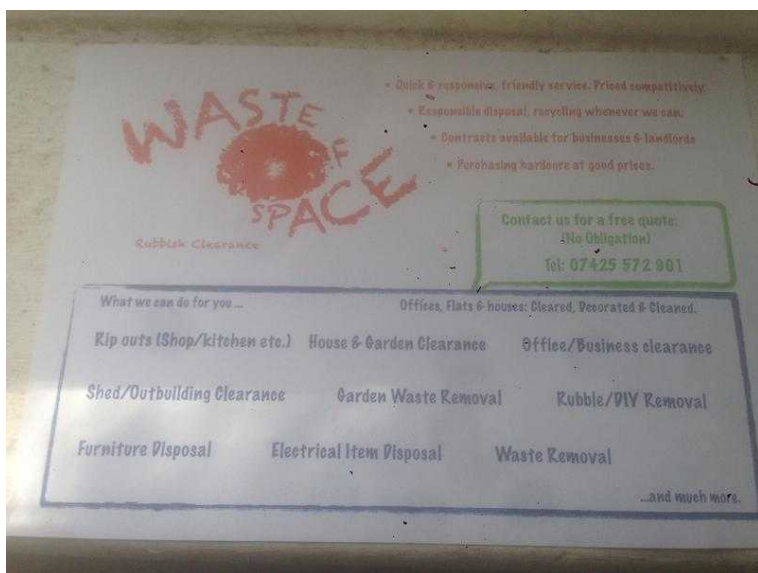 WASTE
OF
SPACE
Rubbish Clearance
• Quick & responsive, friendly service. Priced competitively.
• Responsible disposal, recycling whenever we can.
• Contracts available for businesses & landlords
• Purchasing hardcore at good prices.
Contact us for a free quote:
(No Obligation)
Tel: 07425 572 901
What we can do for you ...
Offices, Flats & houses: Cleared, Decorated & Cleaned.
Rip outs (Shop/kitchen etc.) House & Garden Clearance Office/Business clearance
Shed/Outbuilding Clearance Garden Waste Removal Rubble/DIY Removal
Furniture Disposal Electrical Item Disposal Waste Removal
...and much more.